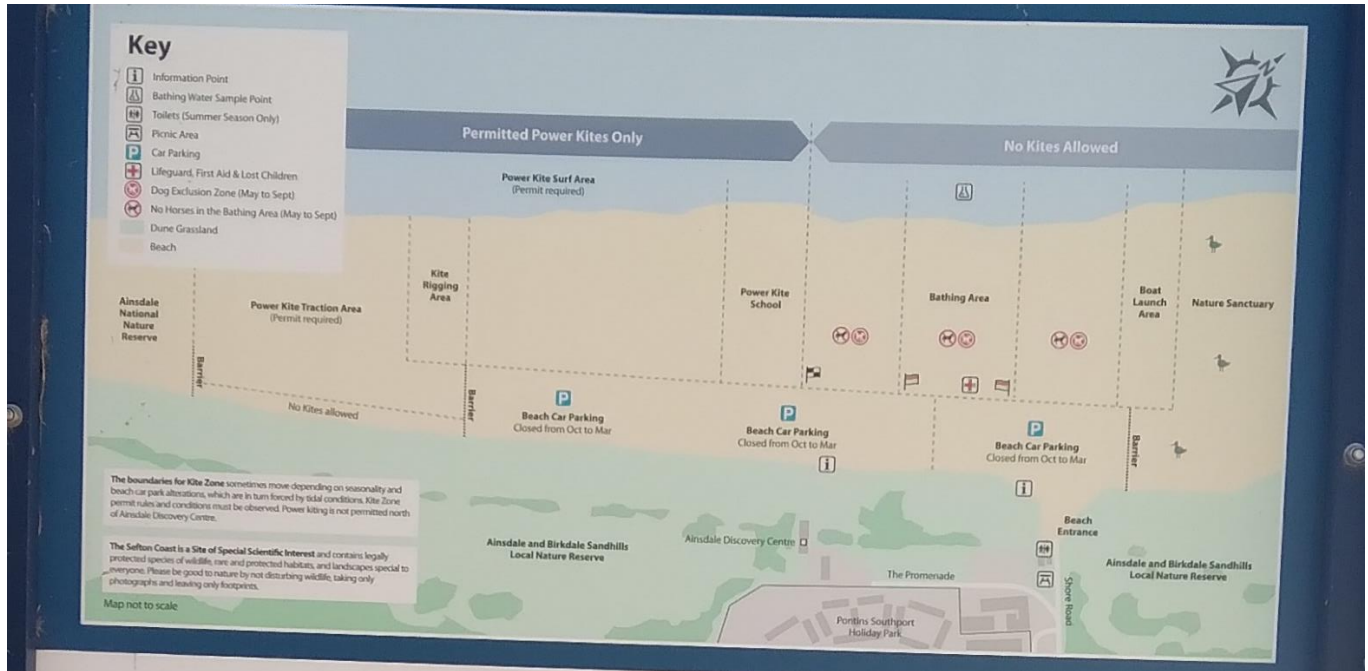 Key
Information Point
Bathing Water Sample Point
Toilets (Summer Season Only)
Picnic Area
P Car Parking
Lifeguard, First Aid & Lost Children
Dog Exclusion Zone (May to Sept)
No Horses in the Bathing Area (May to Sept)
Dune Grassland
Beach
N
Permitted Power Kites Only
No Kites Allowed
Power Kite Surf Area
(Permit required)
Ainsdale
National
Nature
Reserve
Power Kite Traction Area
(Permit required)
Kite
Rigging
Area
Power Kite
School
Bathing Area
Boat
Launch
Area
Nature Sanctuary
Barrier
No Kites allowed
Barrier
P
Beach Car Parking
Closed from Oct to Mar
P
Beach Car Parking
Closed from Oct to Mar
i
P
Beach Car Parking
Closed from Oct to Mar
i
Barrier
The boundaries for Kite Zone sometimes move depending on seasonality and
beach car park alterations, which are in turn forced by tidal conditions. Kite Zone
permit rules and conditions must be observed. Power kiting is not permitted north
of Ainsdale Discovery Centre.
The Sefton Coast is a Site of Special Scientific Interest and contains legally
protected species of wildlife, rare and protected habitats, and landscapes special to
everyone. Please be good to nature by not disturbing wildlife, taking only
photographs and leaving only footprints.
Map not to scale
Ainsdale and Birkdale Sandhills
Local Nature Reserve
Ainsdale Discovery Centre
The Promenade
Pontins Southport
Holiday Park
Beach
Entrance
Shore Road
Ainsdale and Birkdale Sandhills
Local Nature Reserve